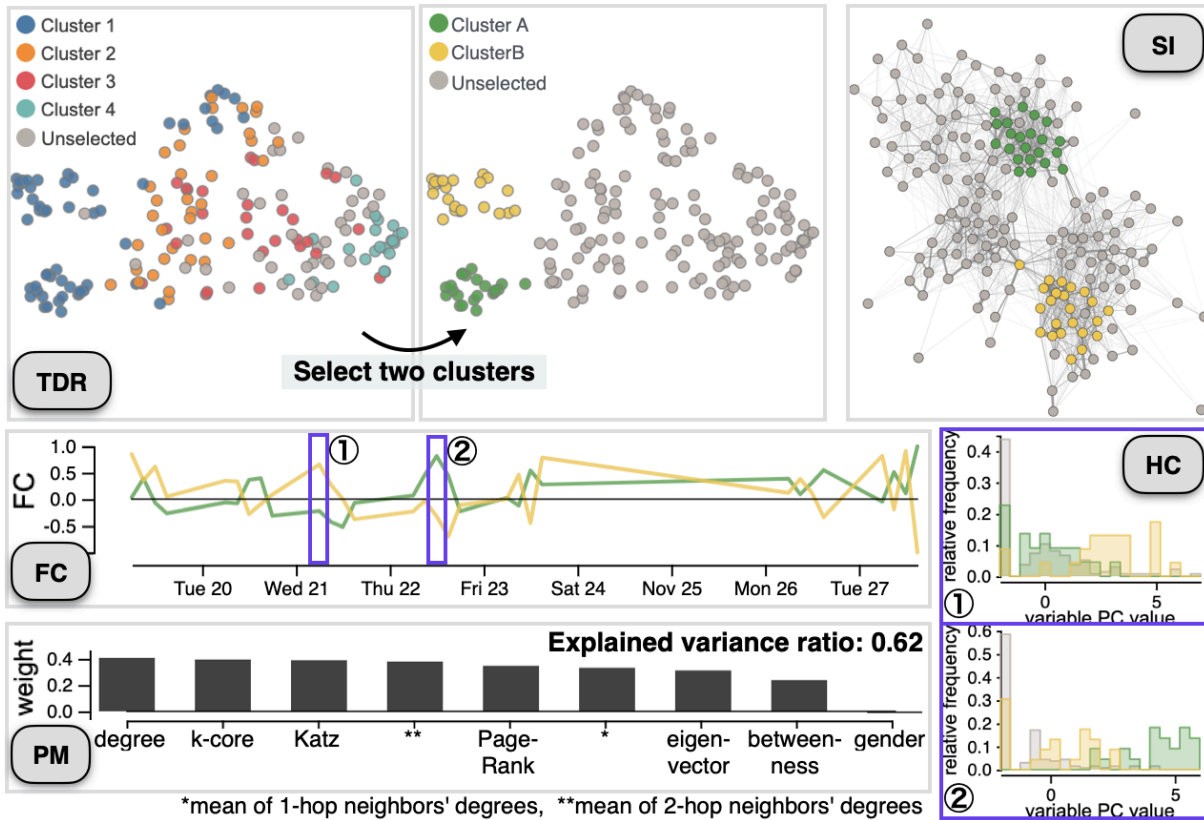 Cluster 1
Cluster 2
Cluster 3
Cluster 4
Unselected
TDR
Cluster A
ClusterB
Unselected
Select two clusters
SI
FC
1.0
0.5
0.0
-0.5
① ②
FC
Tue 20 Wed 21 Thu 22 Fri 23 Sat 24 Nov 25 Mon 26 Tue 27
HC
relative frequency
0.4
0.3
0.2
0.1
0.0
0 5
① variable PC value
relative frequency
0.6
0.5
0.3
0.2
0.1
0.0
0 5
② variable PC value
Explained variance ratio: 0.62
weight
0.4
0.2
0.0
PM
degree k-core Katz ** Page-Rank * eigen-vector between-ness gender
*mean of 1-hop neighbors' degrees, **mean of 2-hop neighbors' degrees